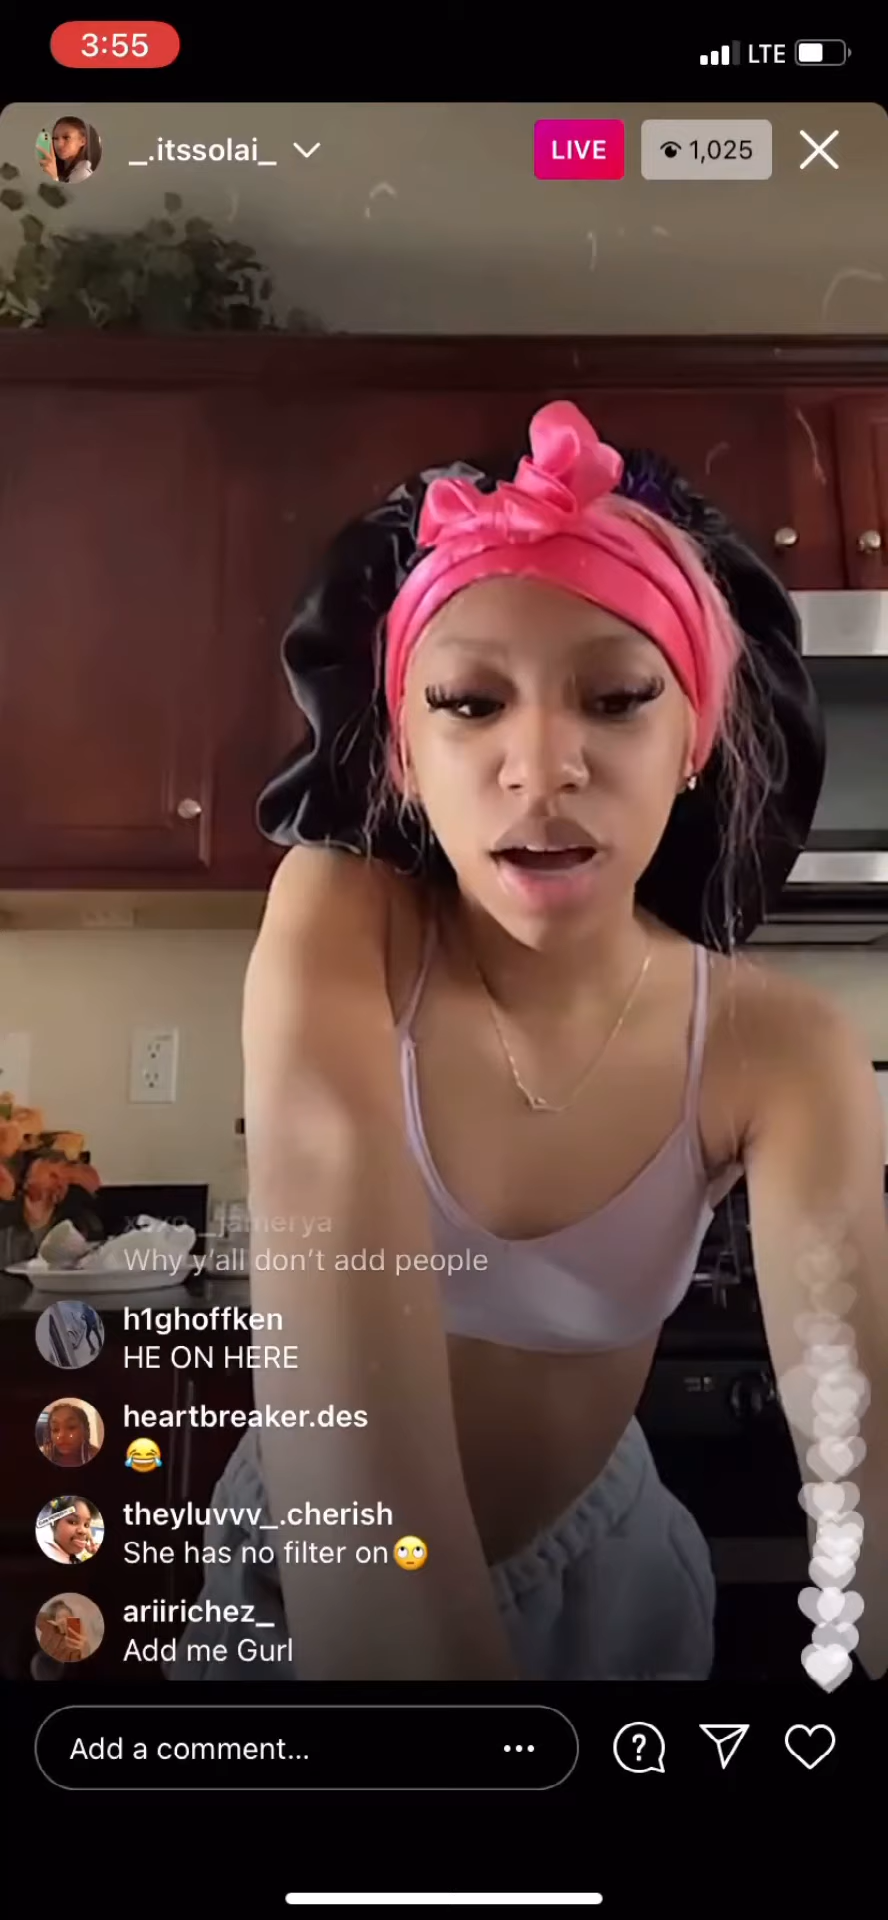 3:55
LTE
_.itssolai_
LIVE
1,025
Why y'all don't add people
h1ghoffken
HE ON HERE
heartbreaker.des
😂
theyluvvv_.cherish
She has no filter on🙄
ariirichez_
Add me Gurl
Add a comment...